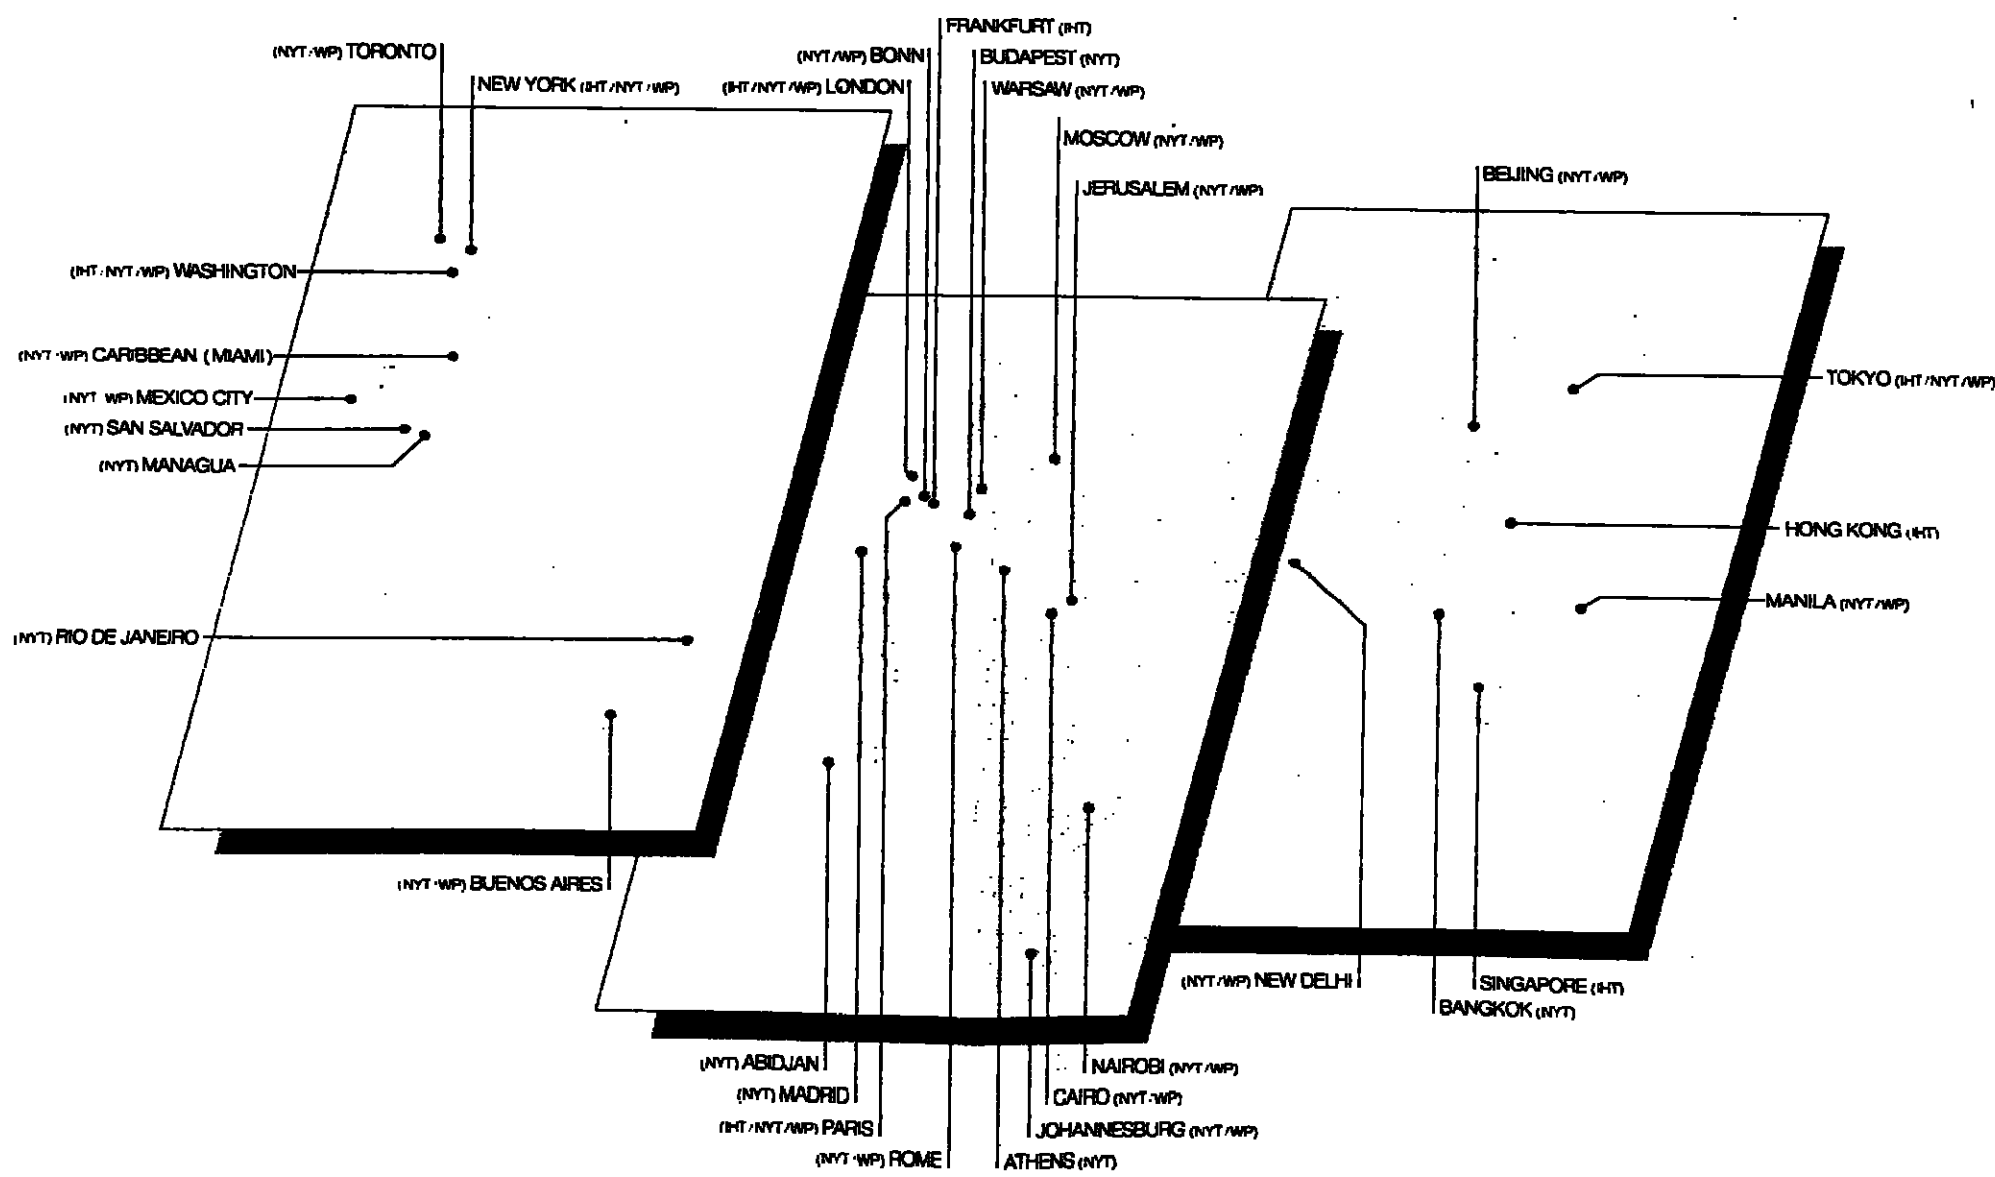 FRANKFURT (IHT)
(NYT/WP) TORONTO
(NYT/WP) BONN
BUDAPEST (NYT)
NEW YORK (IHT/NYT/WP)
(IHT/NYT/WP) LONDON
WARSAW (NYT/WP)
MOSCOW (NYT/WP)
BEIJING (NYT/WP)
JERUSALEM (NYT/WP)
(IHT/NYT/WP) WASHINGTON
(NYT/WP) CARIBBEAN (MIAMI)
TOKYO (IHT/NYT/WP)
(NYT/WP) MEXICO CITY
(NYT) SAN SALVADOR
(NYT) MANAGUA
HONG KONG (IHT)
MANILA (NYT/WP)
(NYT) RIO DE JANEIRO
(NYT/WP) BUENOS AIRES
(NYT/WP) NEW DELHI
SINGAPORE (IHT)
BANGKOK (NYT)
(NYT) ABIDJAN
NAIROBI (NYT/WP)
(NYT) MADRID
CAIRO (NYT/WP)
(IHT/NYT/WP) PARIS
JOHANNESBURG (NYT/WP)
(NYT/WP) ROME
ATHENS (NYT)